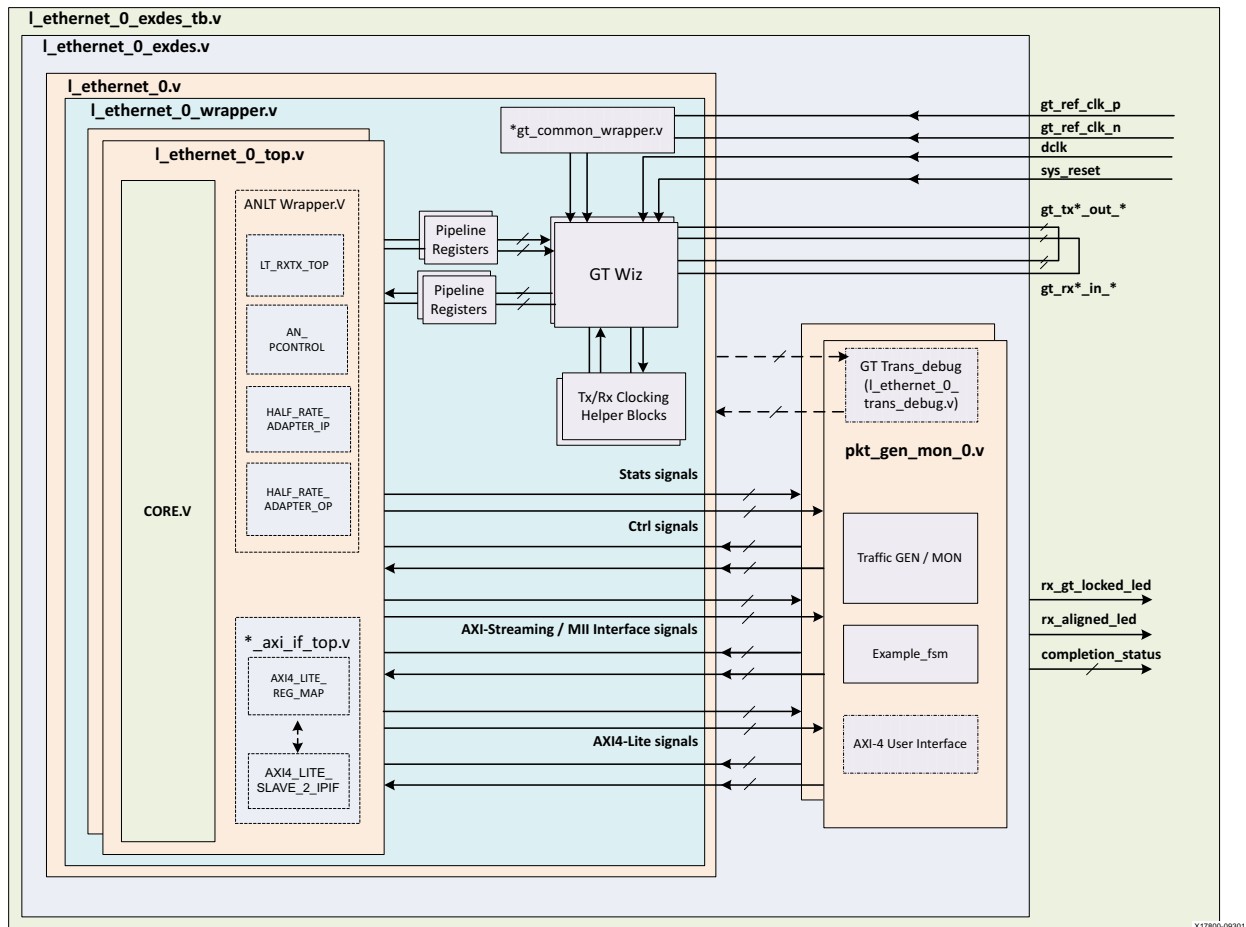 l_ethernet_0_exdes_tb.v
l_ethernet_0_exdes.v
l_ethernet_0.v
l_ethernet_0_wrapper.v
l_ethernet_0_top.v
CORE.V
ANLT Wrapper.V
LT_RXTX_TOP
AN_
PCONTROL
HALF_RATE_
ADAPTER_IP
HALF_RATE_
ADAPTER_OP
*_axi_if_top.v
AXI4_LITE_
REG_MAP
AXI4_LITE_
SLAVE_2_IPIF
Pipeline
Registers
Pipeline
Registers
*gt_common_wrapper.v
GT Wiz
Tx/Rx Clocking
Helper Blocks
Stats signals
Ctrl signals
AXI-Streaming / MII Interface signals
AXI4-Lite signals
GT Trans_debug
(l_ethernet_0_
trans_debug.v)
pkt_gen_mon_0.v
Traffic GEN / MON
Example_fsm
AXI-4 User Interface
gt_ref_clk_p
gt_ref_clk_n
dclk
sys_reset
gt_tx*_out_*
gt_rx*_in_*
rx_gt_locked_led
rx_aligned_led
completion_status